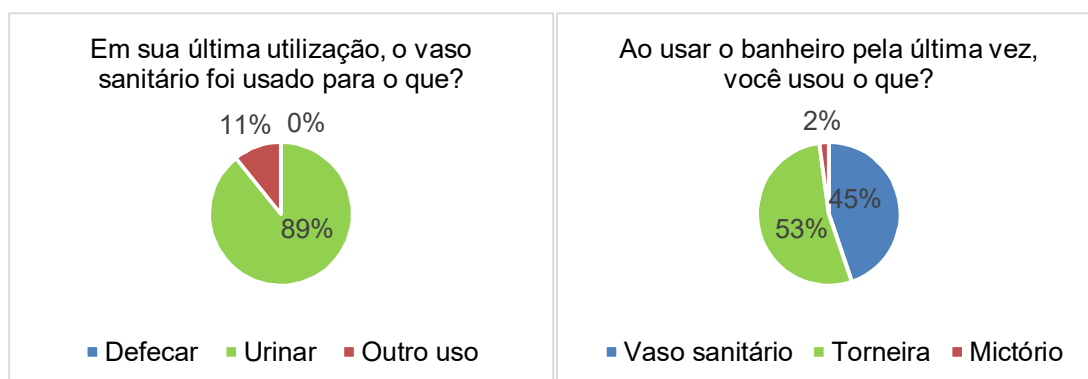 Em sua última utilização, o vaso
sanitário foi usado para o que?
11%
0%
89%
Defecar
Urinar
Outro uso
Ao usar o banheiro pela última vez,
você usou o que?
2%
45%
53%
Vaso sanitário
Torneira
Mictório